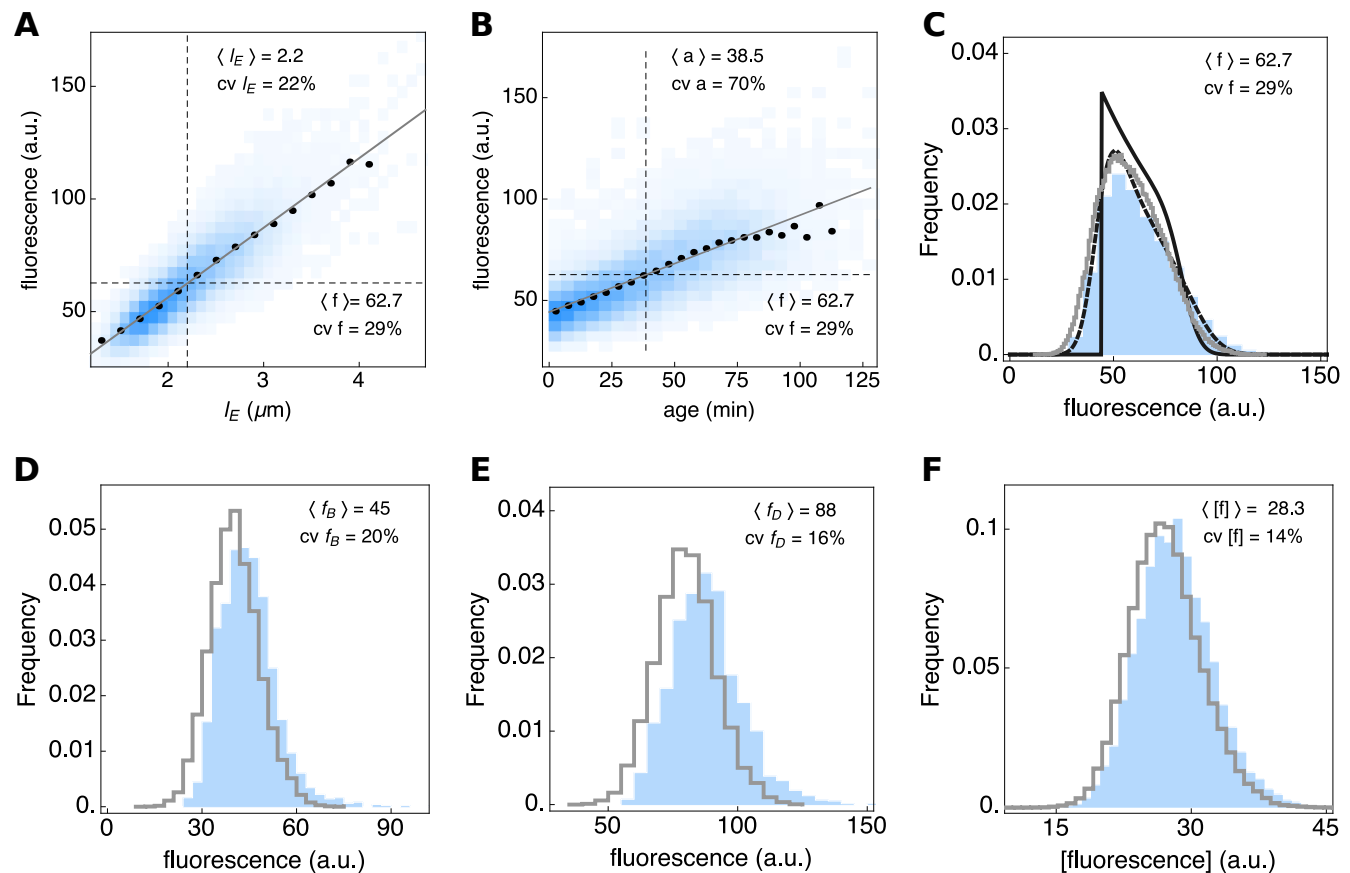 A
⟨ l_E ⟩ = 2.2
cv l_E = 22%
⟨ f ⟩ = 62.7
cv f = 29%
150
100
50
fluorescence (a.u.)
2
3
4
l_E (μm)
B
⟨ a ⟩ = 38.5
cv a = 70%
⟨ f ⟩ = 62.7
cv f = 29%
150
100
50
fluorescence (a.u.)
0
25
50
75
100
125
age (min)
C
⟨ f ⟩ = 62.7
cv f = 29%
0.04
0.03
0.02
0.01
0.
Frequency
0
50
100
150
fluorescence (a.u.)
D
⟨ f_B ⟩ = 45
cv f_B = 20%
0.05
0.04
0.03
0.02
0.01
0.
Frequency
0
30
60
90
fluorescence (a.u.)
E
⟨ f_D ⟩ = 88
cv f_D = 16%
0.04
0.03
0.02
0.01
0.
Frequency
50
100
150
fluorescence (a.u.)
F
⟨ [f] ⟩ = 28.3
cv [f] = 14%
0.1
0.05
0.
Frequency
15
30
45
[fluorescence] (a.u.)